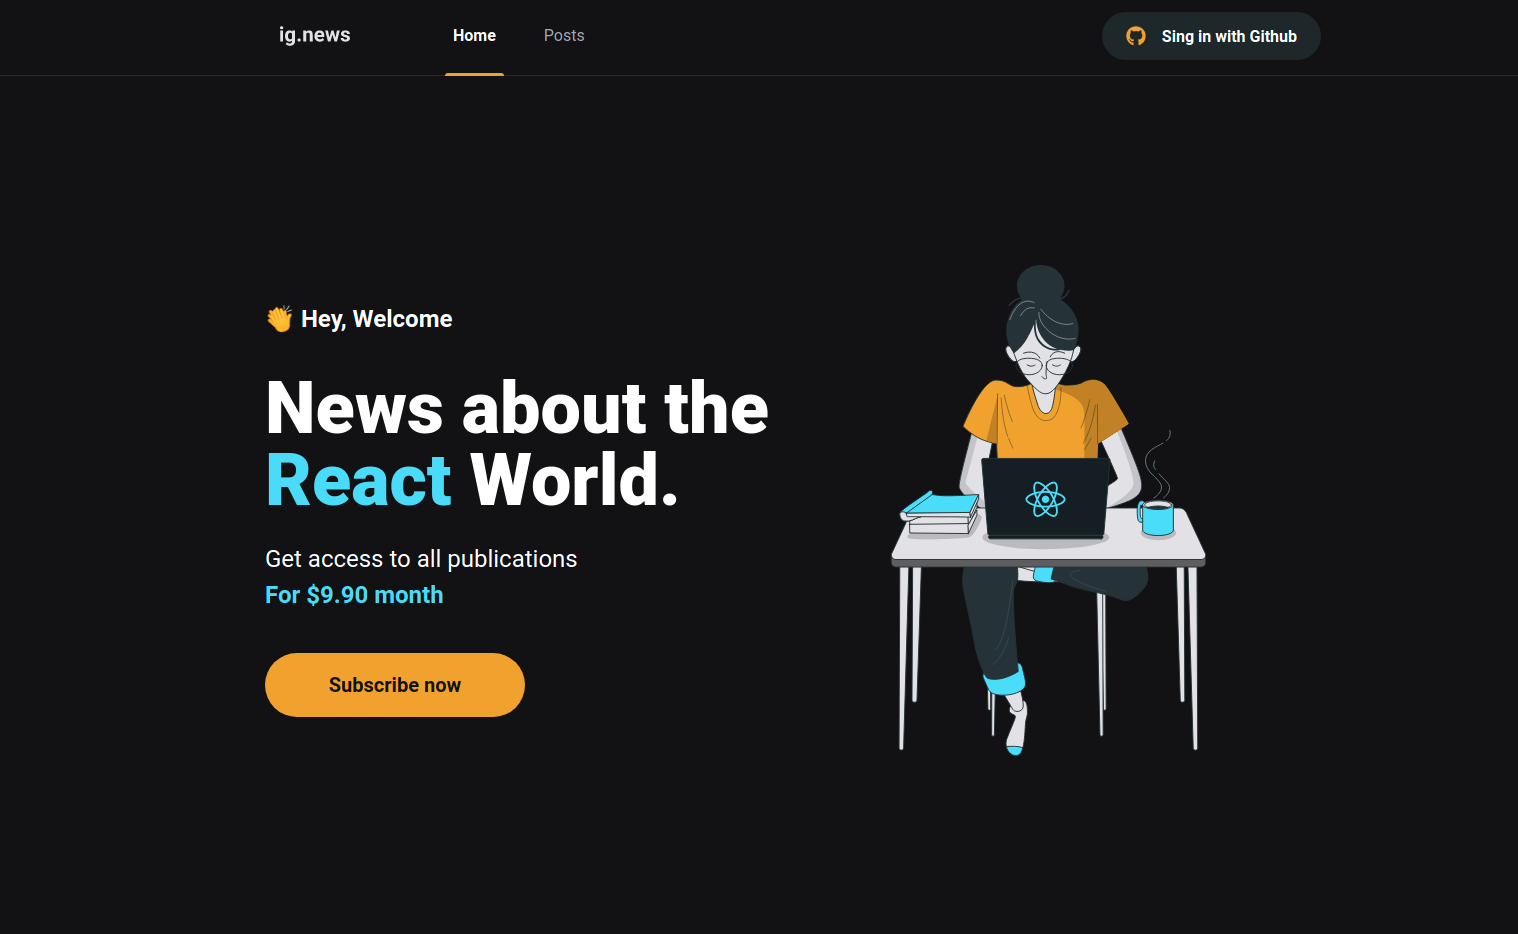 ig.news
Home
Posts
Sing in with Github
👏 Hey, Welcome
News about the
React World.
Get access to all publications
For $9.90 month
Subscribe now